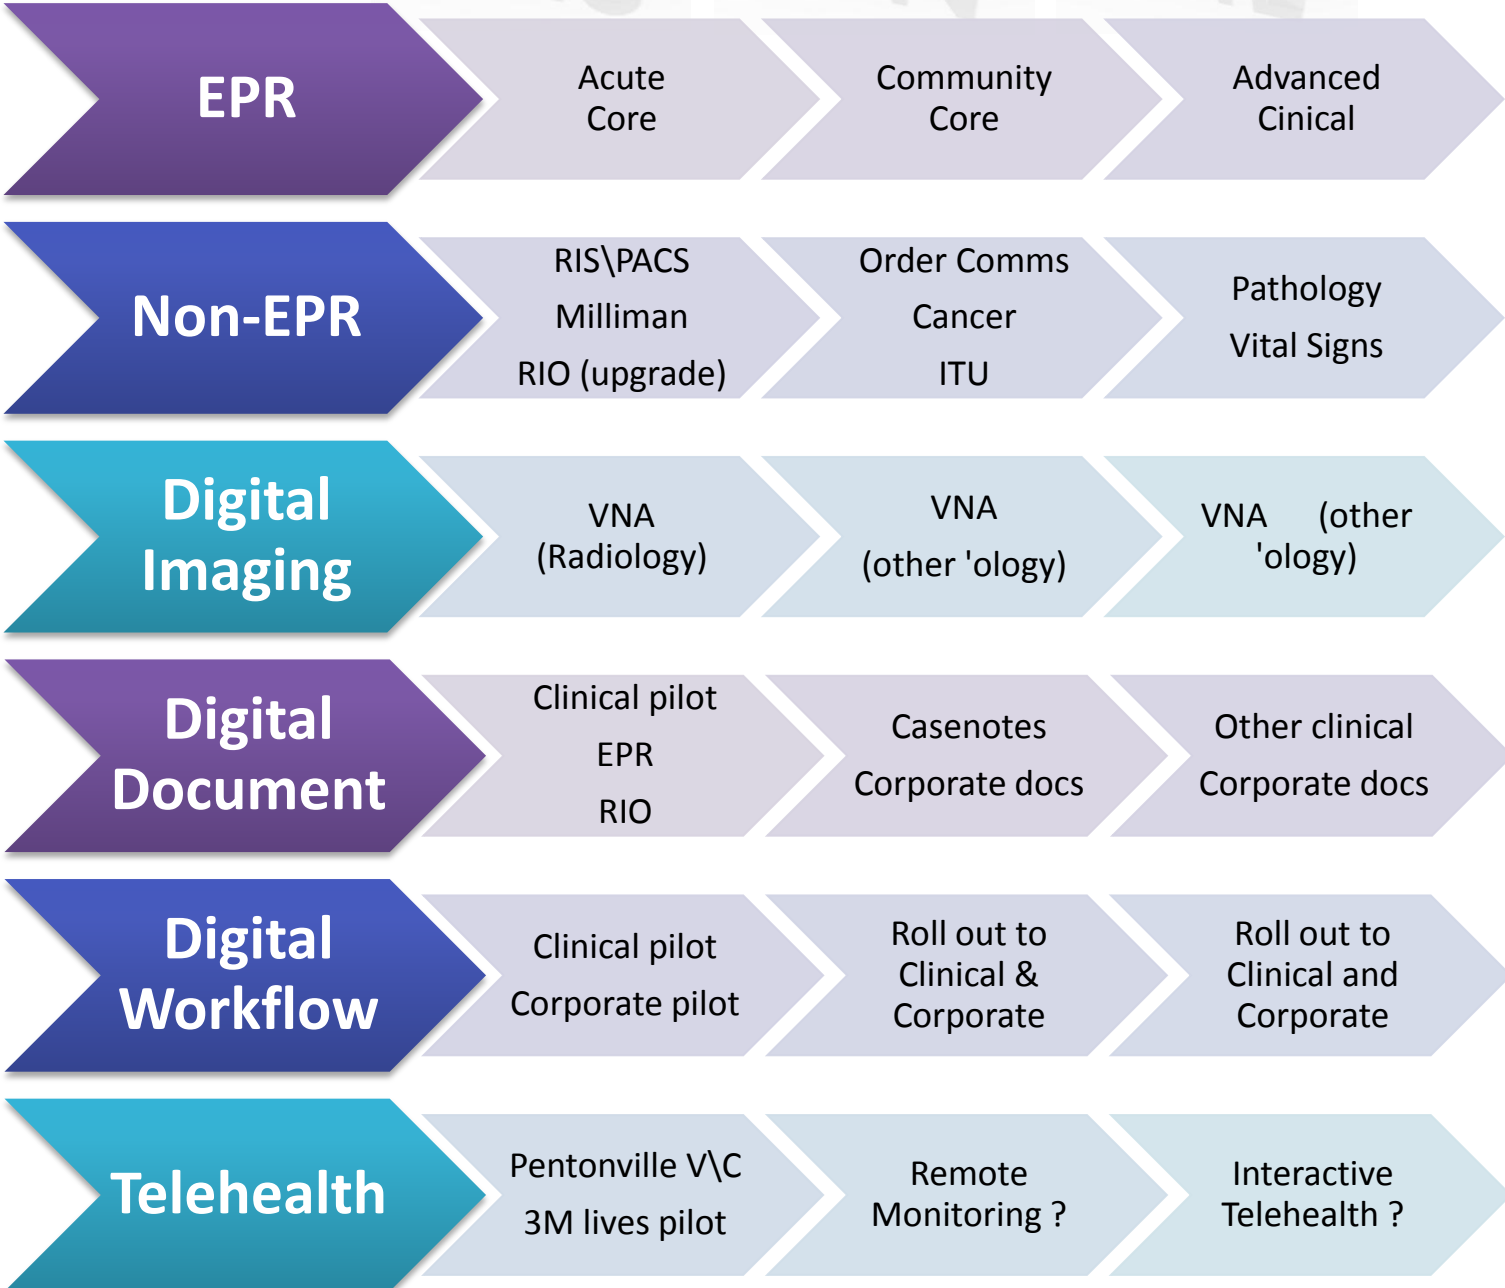 EPR
Acute
Core
Community
Core
Advanced
Cinical
Non-EPR
RIS\PACS
Milliman
RIO (upgrade)
Order Comms
Cancer
ITU
Pathology
Vital Signs
Digital
Imaging
VNA
(Radiology)
VNA
(other 'ology)
VNA (other
'ology)
Digital
Document
Clinical pilot
EPR
RIO
Casenotes
Corporate docs
Other clinical
Corporate docs
Digital
Workflow
Clinical pilot
Corporate pilot
Roll out to
Clinical &
Corporate
Roll out to
Clinical and
Corporate
Telehealth
Pentonville V\C
3M lives pilot
Remote
Monitoring ?
Interactive
Telehealth ?